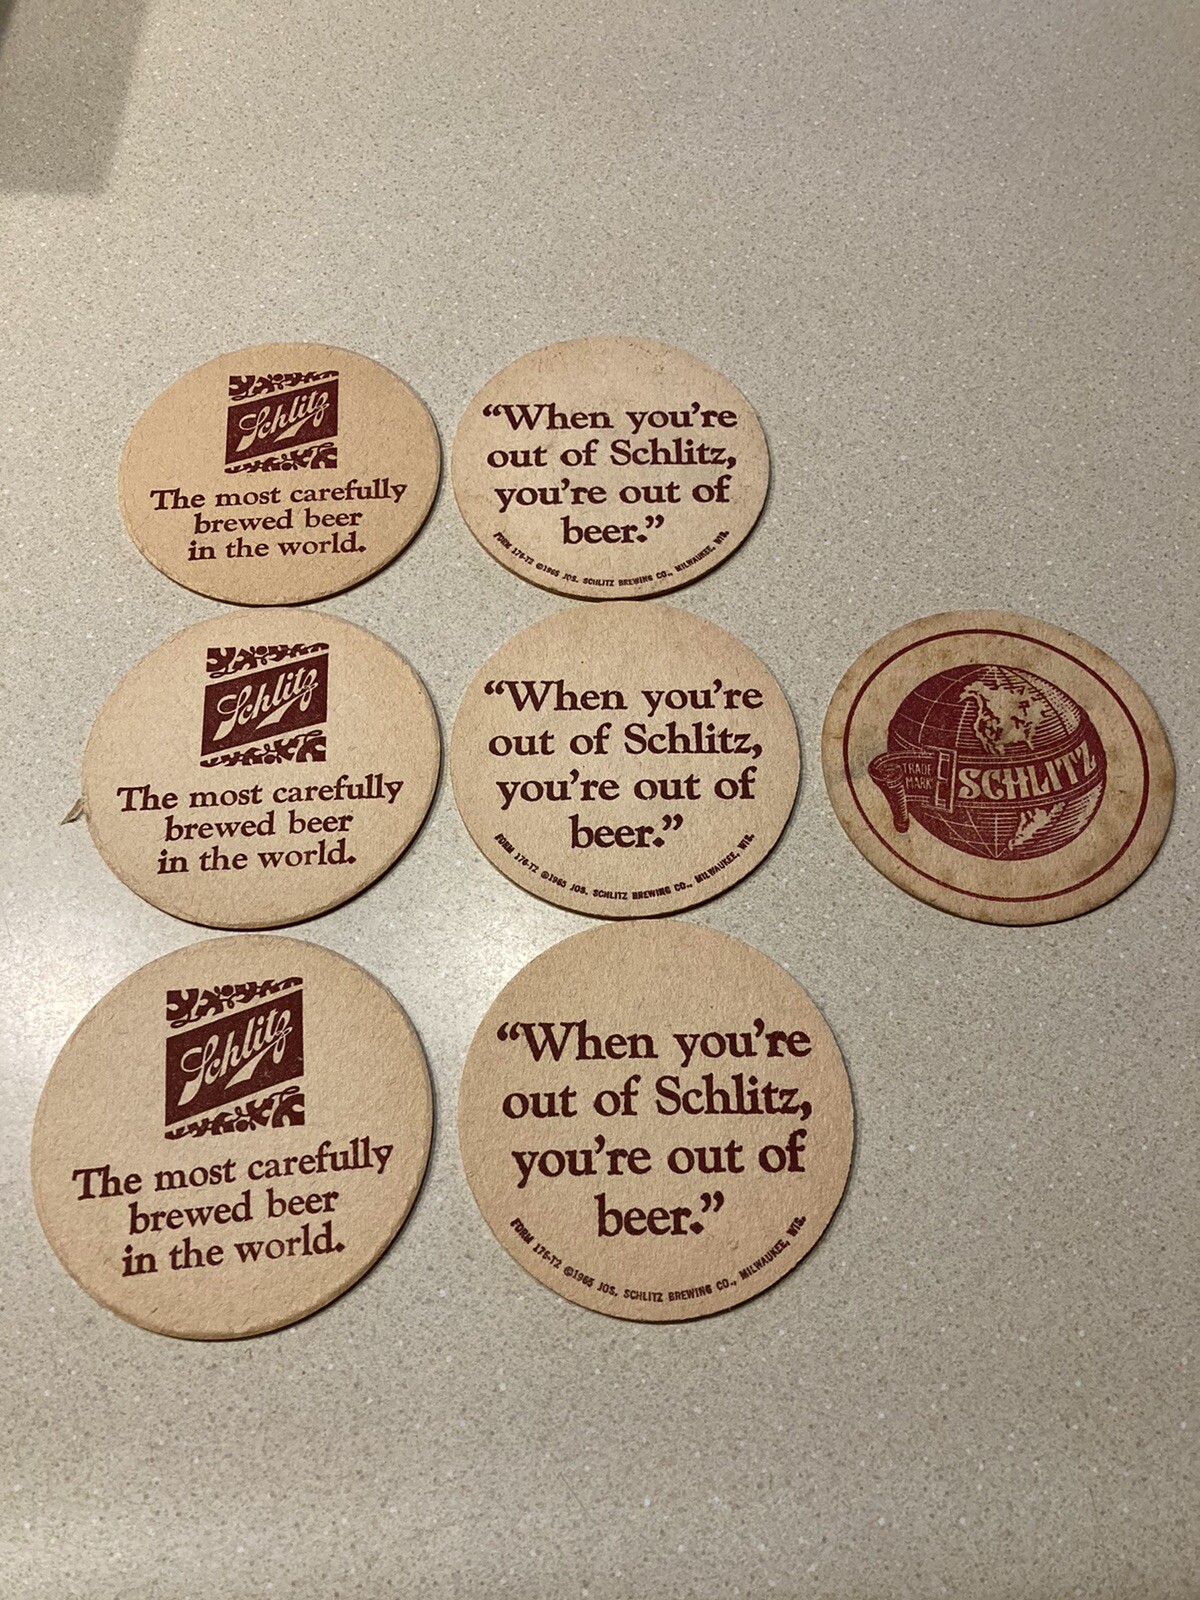 Schlitz
The most carefully
brewed beer
in the world.
“When you're
out of Schlitz,
you're out of
beer.”
FORM 176-T2 ©1965 JOS. SCHLITZ BREWING CO., MILWAUKEE, WIS.
Schlitz
The most carefully
brewed beer
in the world.
“When you're
out of Schlitz,
you're out of
beer.”
FORM 176-T2 ©1965 JOS. SCHLITZ BREWING CO., MILWAUKEE, WIS.
TRADE
MARK
SCHLITZ
Schlitz
The most carefully
brewed beer
in the world.
“When you're
out of Schlitz,
you're out of
beer.”
FORM 176-T2 ©1965 JOS. SCHLITZ BREWING CO., MILWAUKEE, WIS.